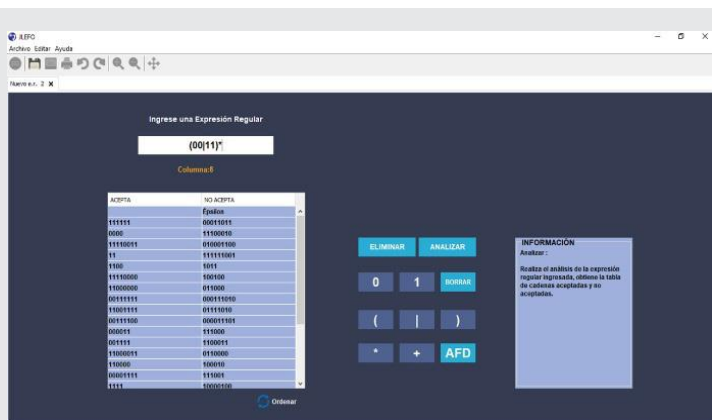 JLEFO
Archivo Editar Ayuda
Nuevo e.r. 2
Ingrese una Expresión Regular
(00|11)*
Columna:8
ACEPTA NO ACEPTA
Épsilon
111111 00011011
0000 11100010
11110011 010001100
11 111111001
1100 1011
11110000 100100
11000000 011000
00111111 000111010
11001111 01111010
00111100 000011101
000011 111000
001111 1100011
11000011 0110000
110000 100010
00001111 111001
1111 10000100
Ordenar
ELIMINAR ANALIZAR
0 1 BORRAR
( | )
* + AFD
INFORMACIÓN
Analizar :
Realiza el análisis de la expresión
regular ingresada, obtiene la tabla
de cadenas aceptadas y no
aceptadas.